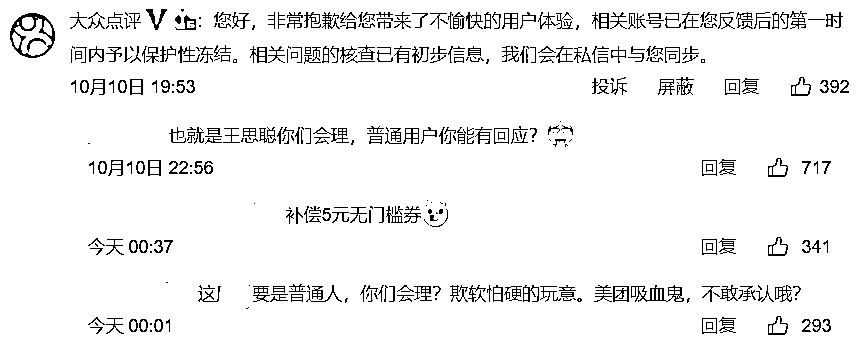 大众点评 V : 您好，非常抱歉给您带来了不愉快的用户体验，相关账号已在您反馈后的第一时
间内予以保护性冻结。相关问题的核查已有初步信息，我们会在私信中与您同步。
10月10日 19:53 投诉 屏蔽 回复 392
也就是王思聪你们会理，普通用户你能有回应？
10月10日 22:56 回复 717
补偿5元无门槛券
今天 00:37 回复 341
这 要是普通人，你们会理？欺软怕硬的玩意。美团吸血鬼，不敢承认哦？
今天 00:01 回复 293